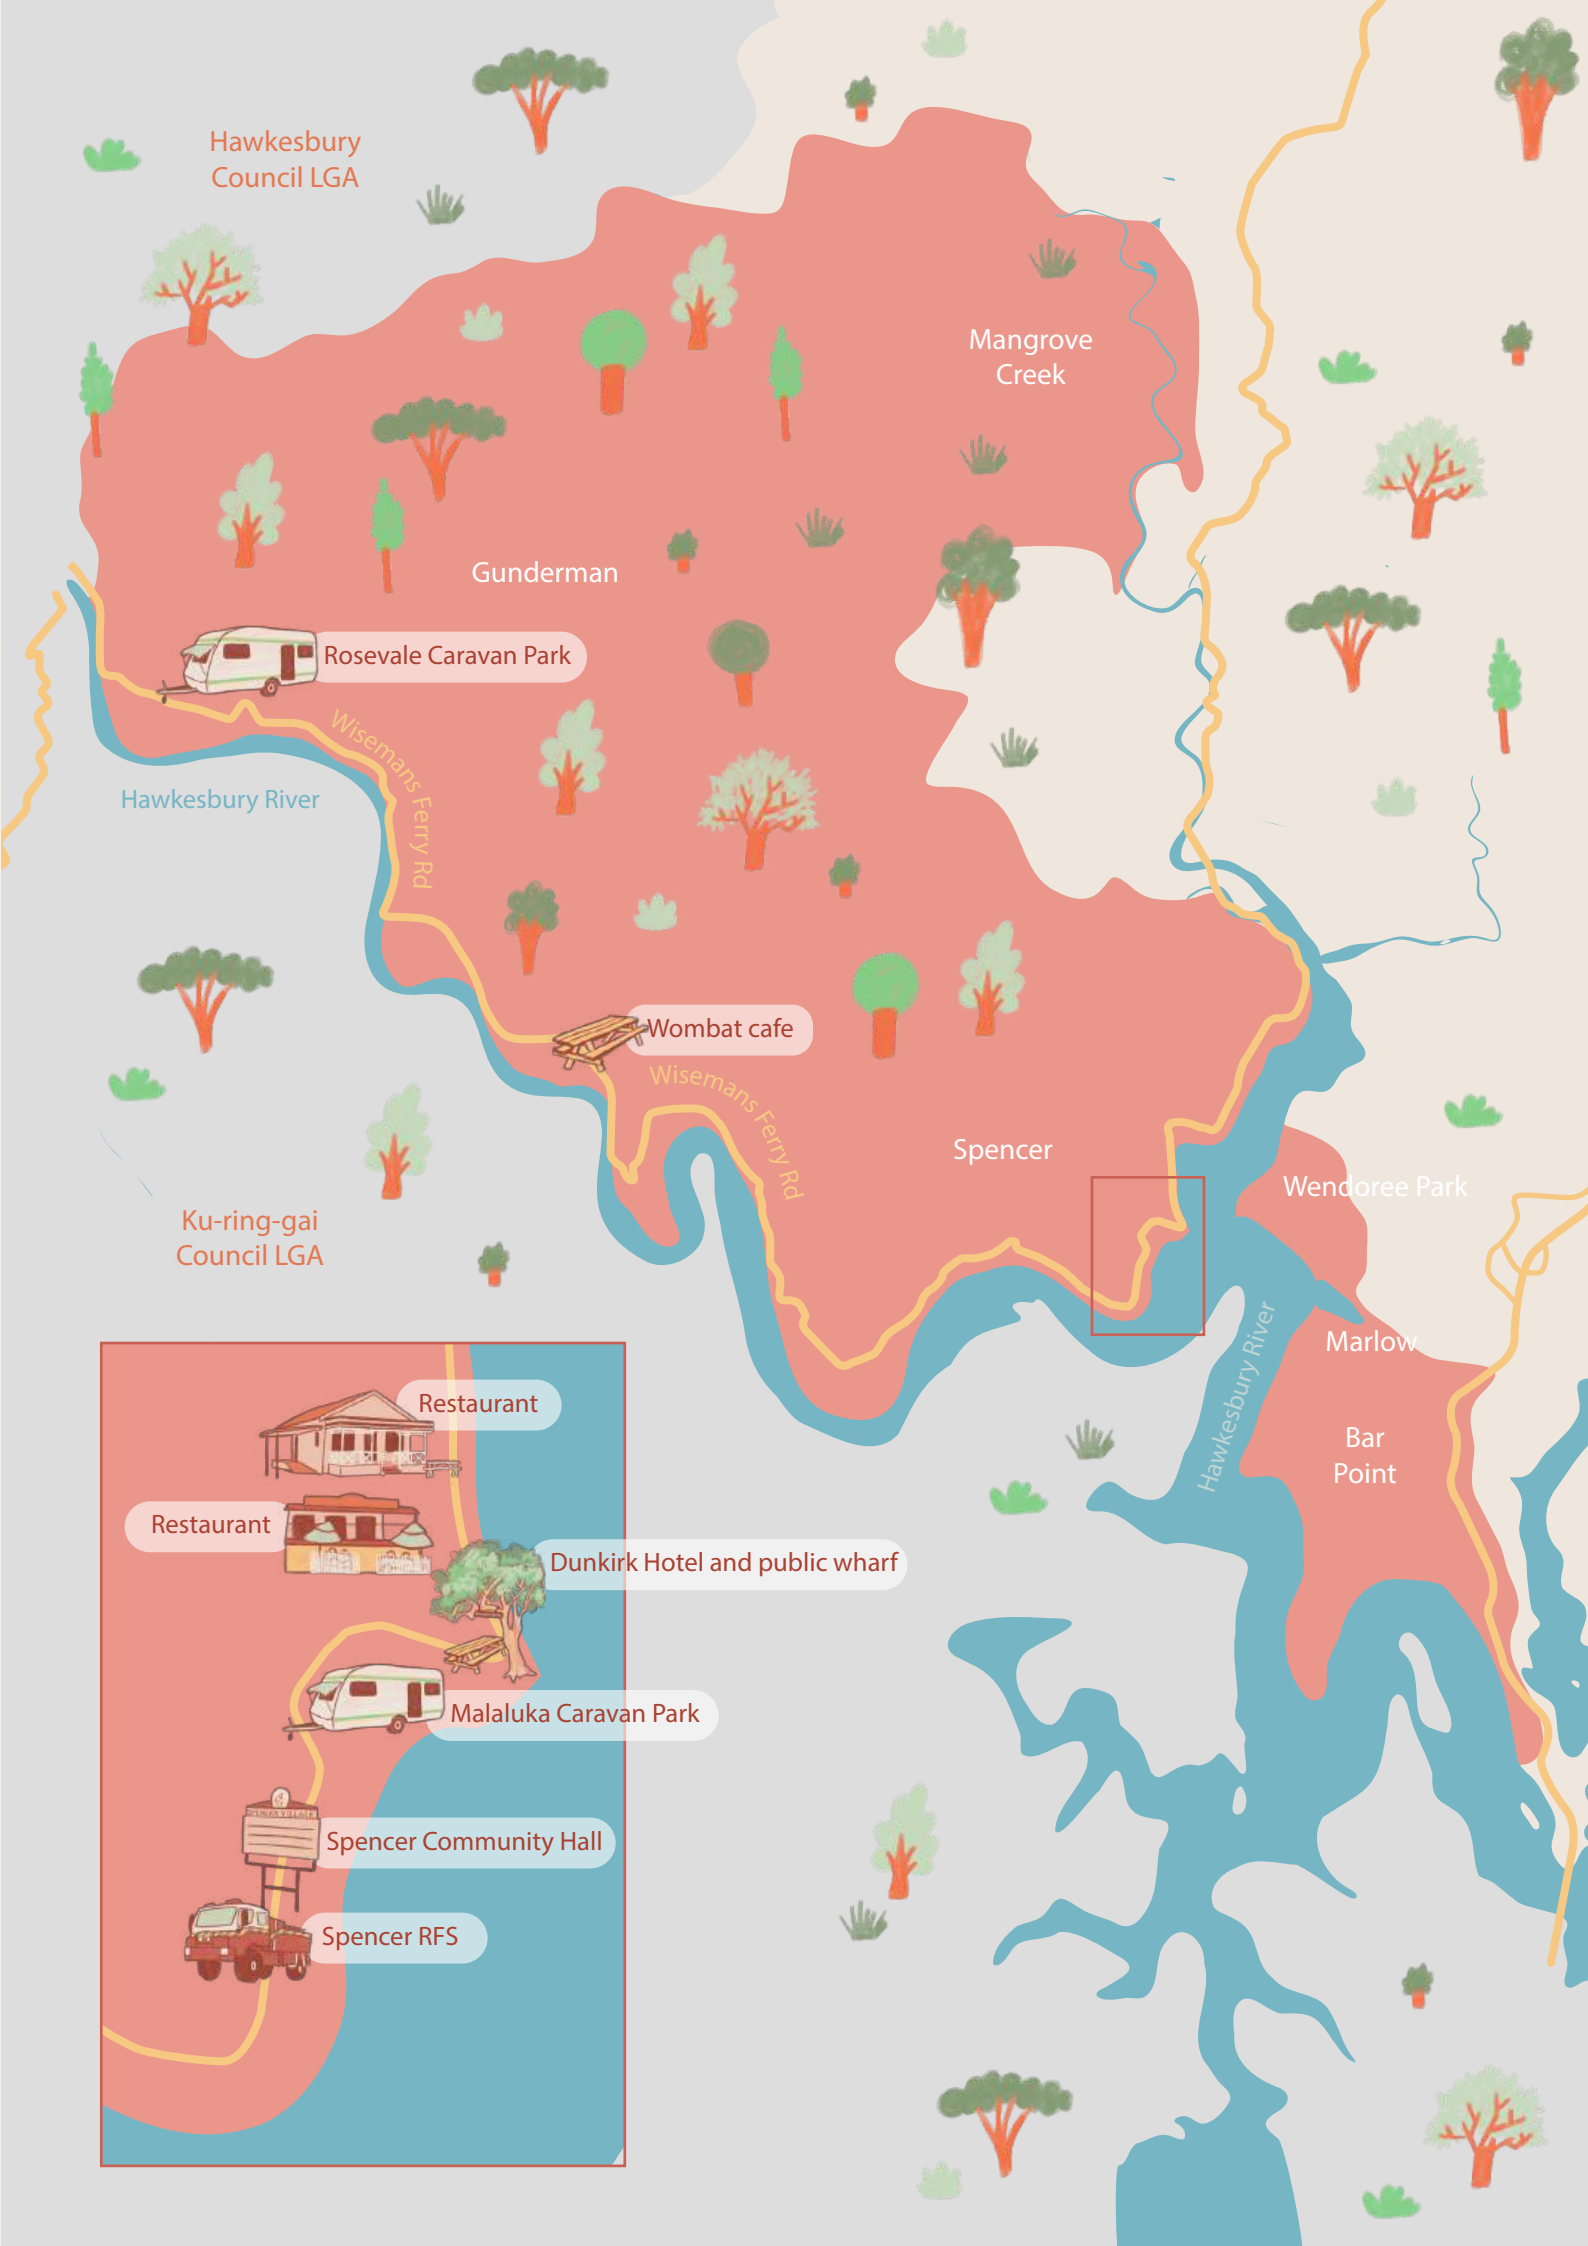 Hawkesbury
Council LGA
Mangrove
Creek
Gunderman
Rosevale Caravan Park
Wisemans Ferry Rd
Hawkesbury River
Wombat cafe
Wisemans Ferry Rd
Spencer
Wendoree Park
Ku-ring-gai
Council LGA
Hawkesbury River
Marlow
Bar
Point
Restaurant
Restaurant
Dunkirk Hotel and public wharf
Malaluka Caravan Park
SPENCER VILLAGE
Spencer Community Hall
Spencer RFS